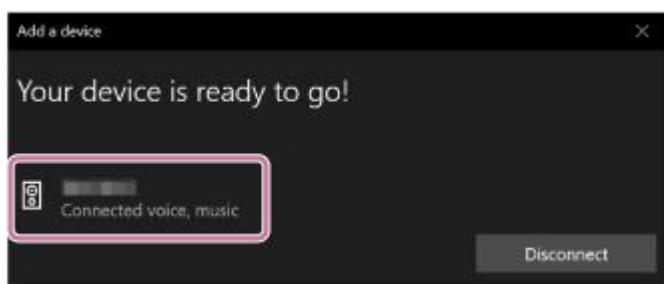 Add a device
Your device is ready to go!
Connected voice, music
Disconnect